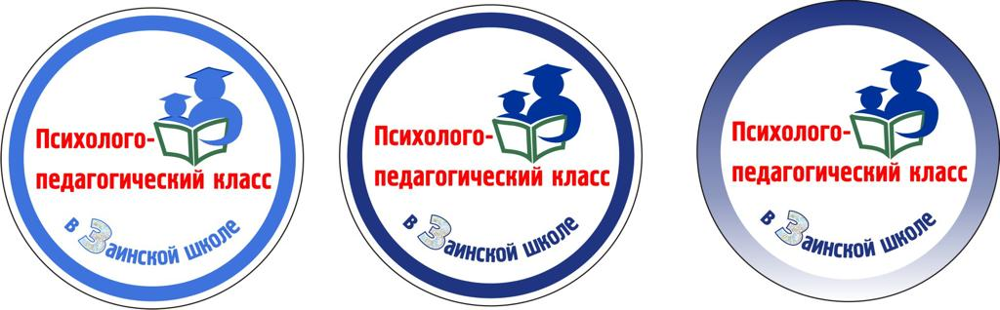 Психолого-
педагогический класс
в Заинской школе
Психолого-
педагогический класс
в Заинской школе
Психолого-
педагогический класс
в Заинской школе